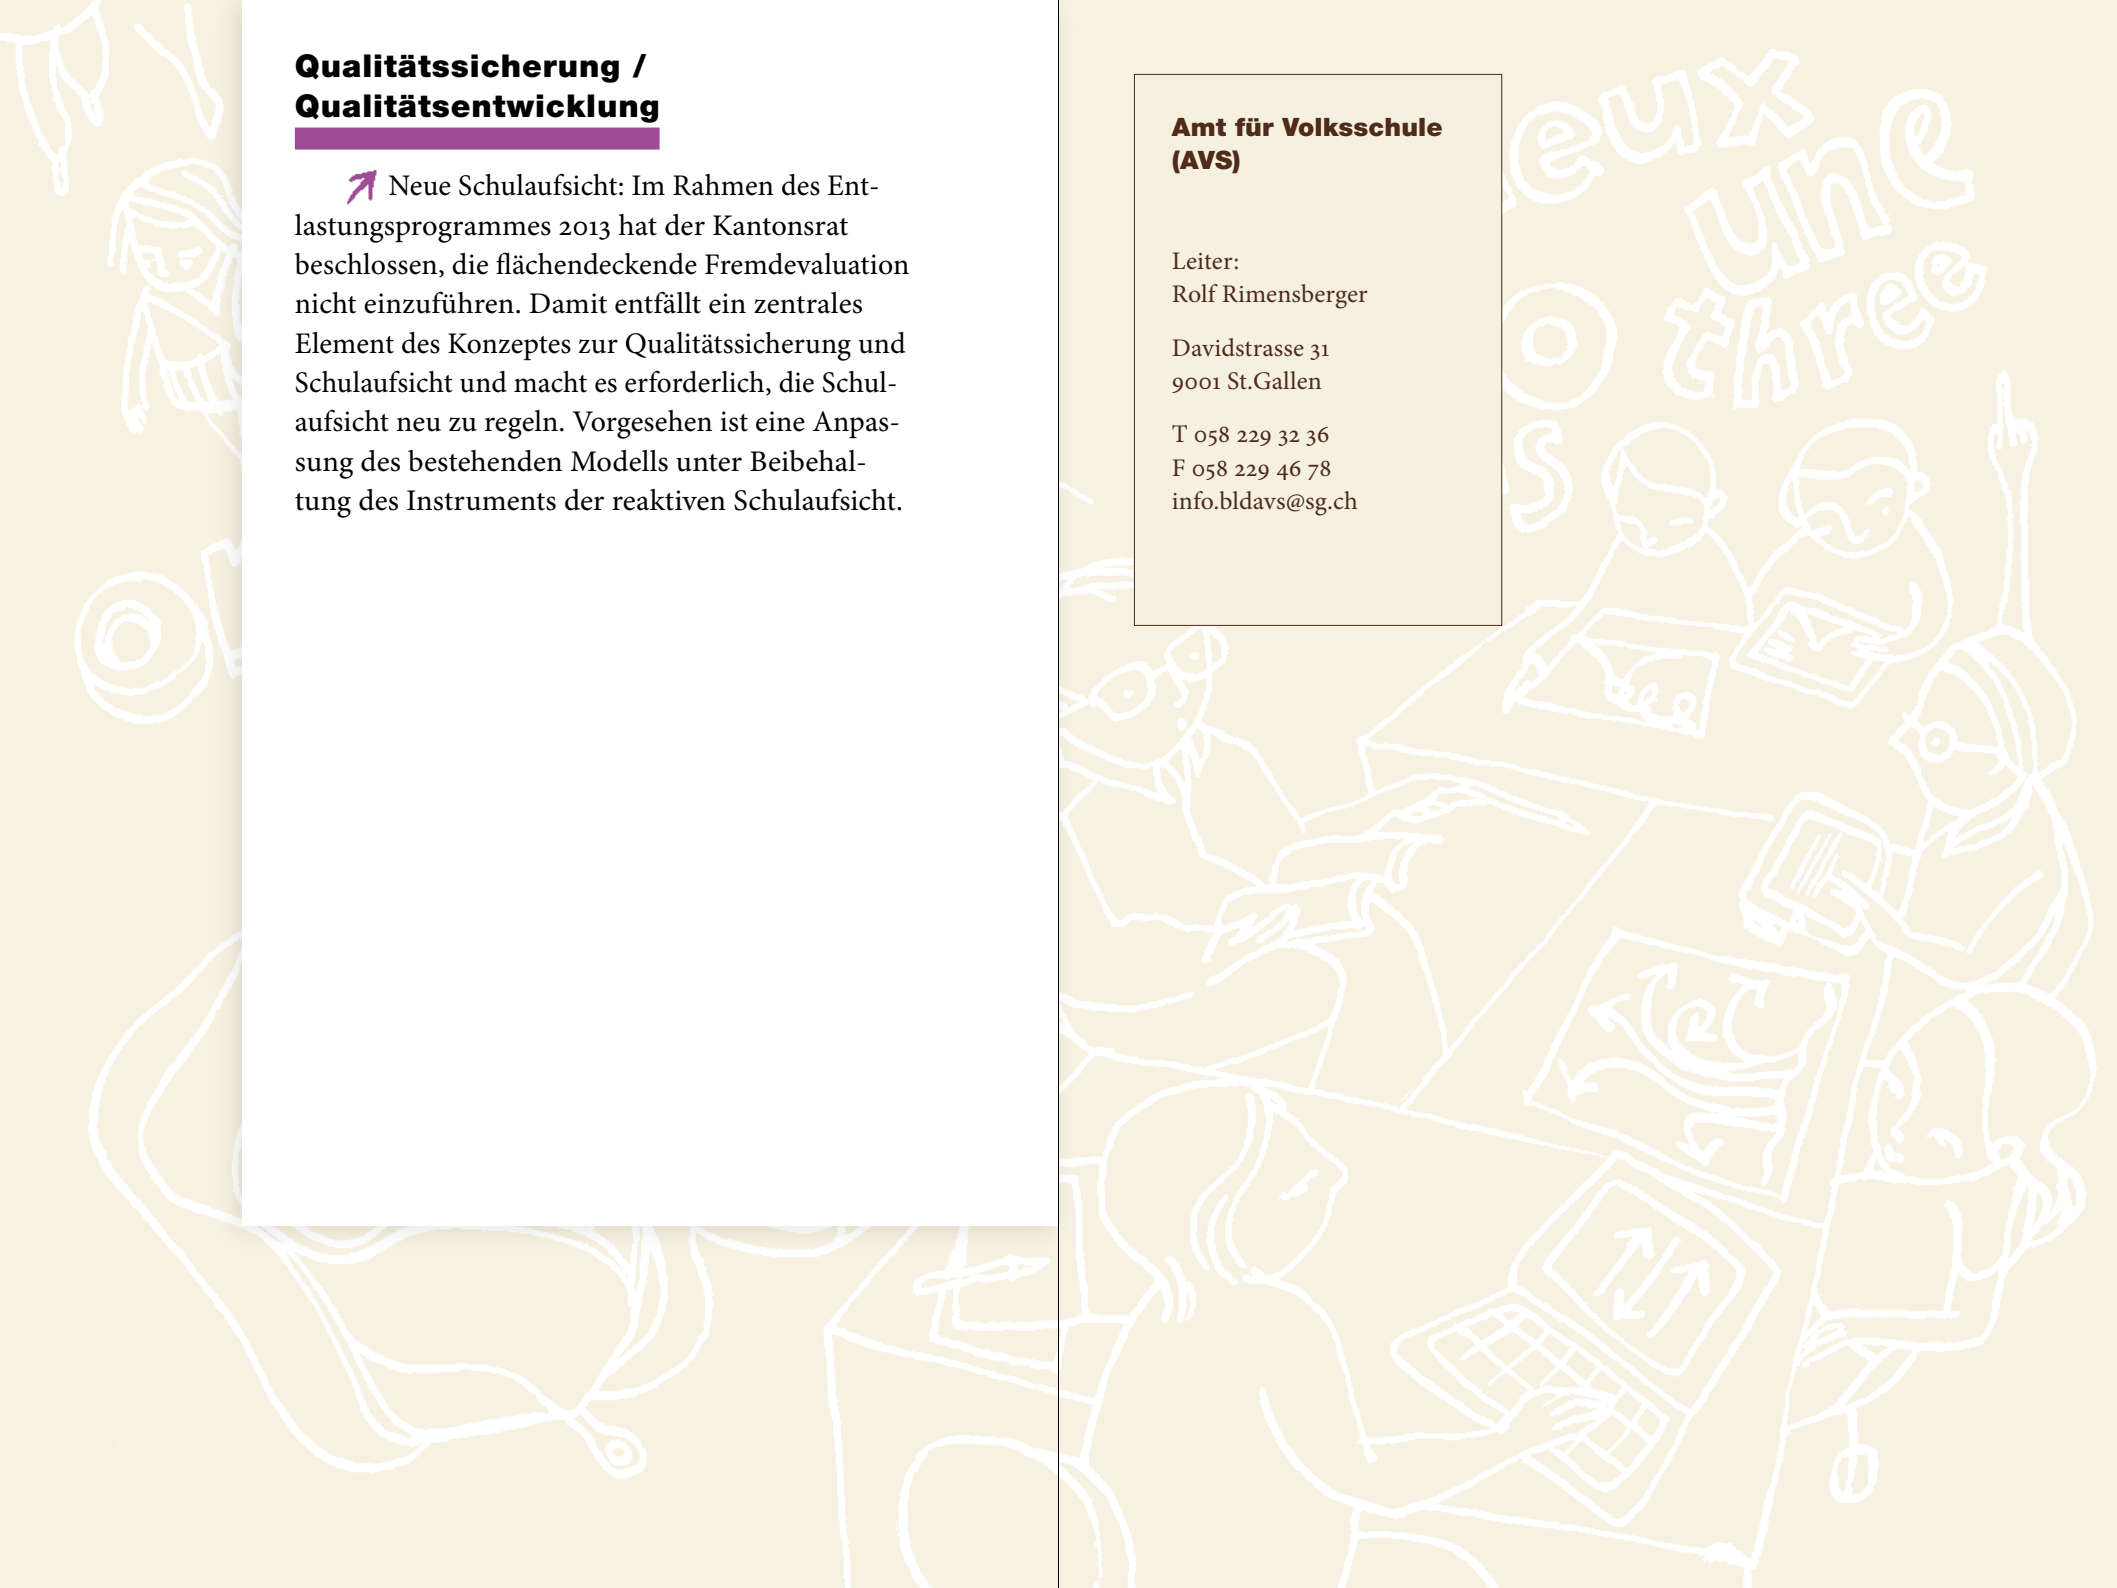 Qualitätssicherung /
Qualitätsentwicklung
Neue Schulaufsicht: Im Rahmen des Ent-
lastungsprogrammes 2013 hat der Kantonsrat
beschlossen, die flächendeckende Fremdevaluation
nicht einzuführen. Damit entfällt ein zentrales
Element des Konzeptes zur Qualitätssicherung und
Schulaufsicht und macht es erforderlich, die Schul-
aufsicht neu zu regeln. Vorgesehen ist eine Anpas-
sung des bestehenden Modells unter Beibehal-
tung des Instruments der reaktiven Schulaufsicht.
Amt für Volksschule
(AVS)
Leiter:
Rolf Rimensberger
Davidstrasse 31
9001 St.Gallen
T 058 229 32 36
F 058 229 46 78
info.bldavs@sg.ch
eux
une
three